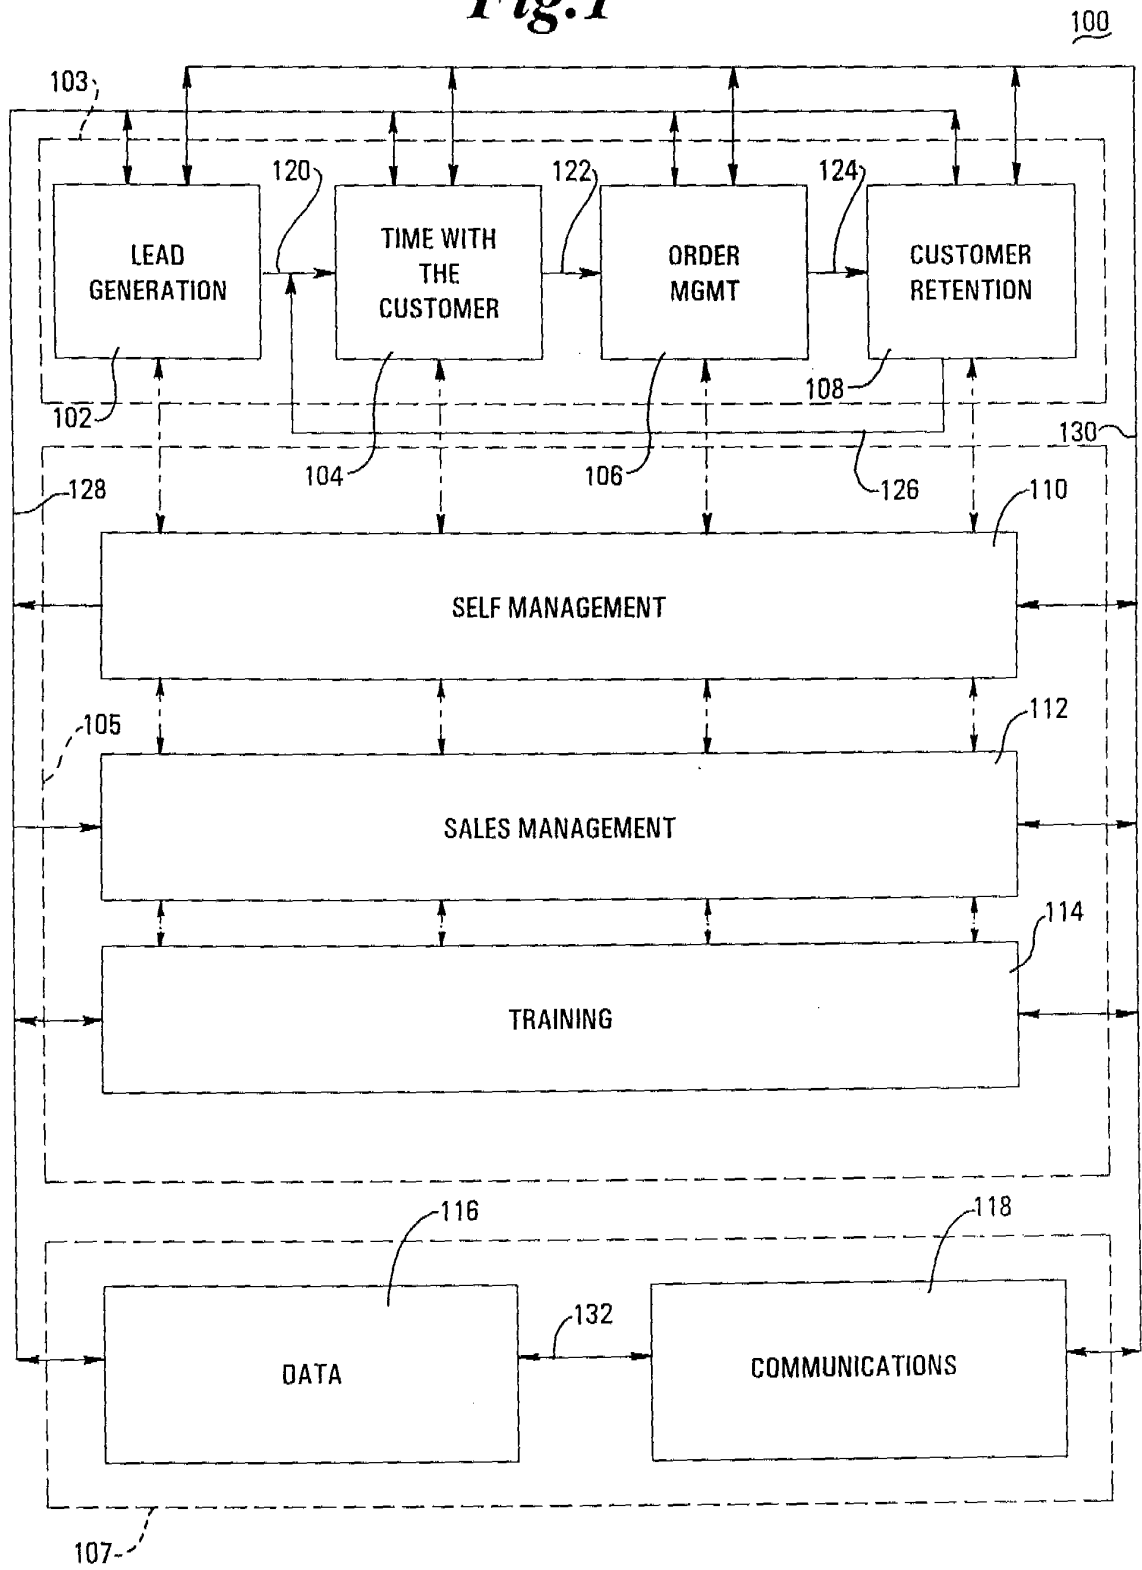 Fig.1
100
103
120
122
124
LEAD
GENERATION
TIME WITH
THE
CUSTOMER
ORDER
MGMT
CUSTOMER
RETENTION
102
104
106
108
130
128
126
110
SELF MANAGEMENT
105
112
SALES MANAGEMENT
114
TRAINING
116
118
132
DATA
COMMUNICATIONS
107